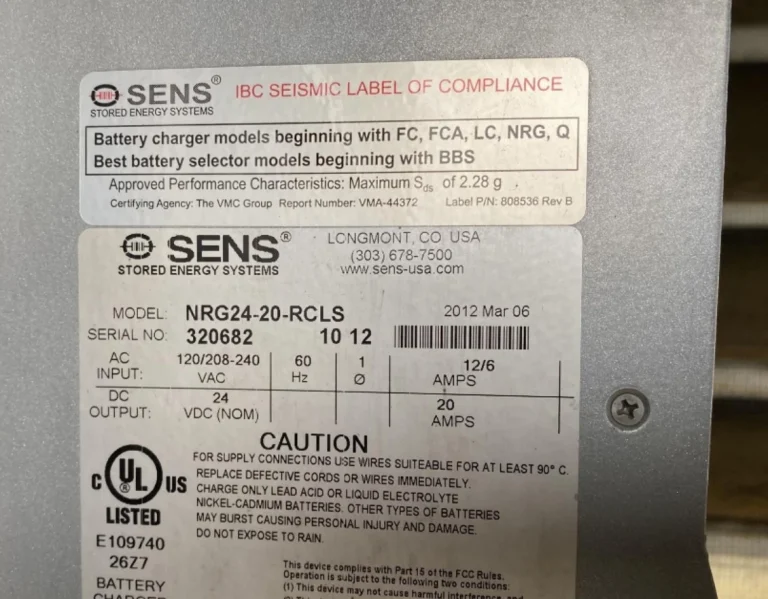 SENS® IBC SEISMIC LABEL OF COMPLIANCE
STORED ENERGY SYSTEMS
Battery charger models beginning with FC, FCA, LC, NRG, Q
Best battery selector models beginning with BBS
Approved Performance Characteristics: Maximum Sds of 2.28 g .
Certifying Agency: The VMC Group Report Number: VMA-44372 Label P/N: 808536 Rev B
SENS® LONGMONT, CO USA
STORED ENERGY SYSTEMS (303) 678-7500
www.sens-usa.com
MODEL: NRG24-20-RCLS 2012 Mar 06
SERIAL NO: 320682 10 12
AC INPUT: 120/208-240 VAC 60 Hz 1 Ø 12/6 AMPS
DC OUTPUT: 24 VDC (NOM) 20 AMPS
CAUTION
FOR SUPPLY CONNECTIONS USE WIRES SUITEABLE FOR AT LEAST 90° C.
REPLACE DEFECTIVE CORDS OR WIRES IMMEDIATELY.
CHARGE ONLY LEAD ACID OR LIQUID ELECTROLYTE
NICKEL-CADMIUM BATTERIES. OTHER TYPES OF BATTERIES
MAY BURST CAUSING PERSONAL INJURY AND DAMAGE.
DO NOT EXPOSE TO RAIN.
C UL US
LISTED
E109740
26Z7
BATTERY
CHARGER
This device complies with Part 15 of the FCC Rules.
Operation is subject to the following two conditions:
(1) This device may not cause harmful interference, and